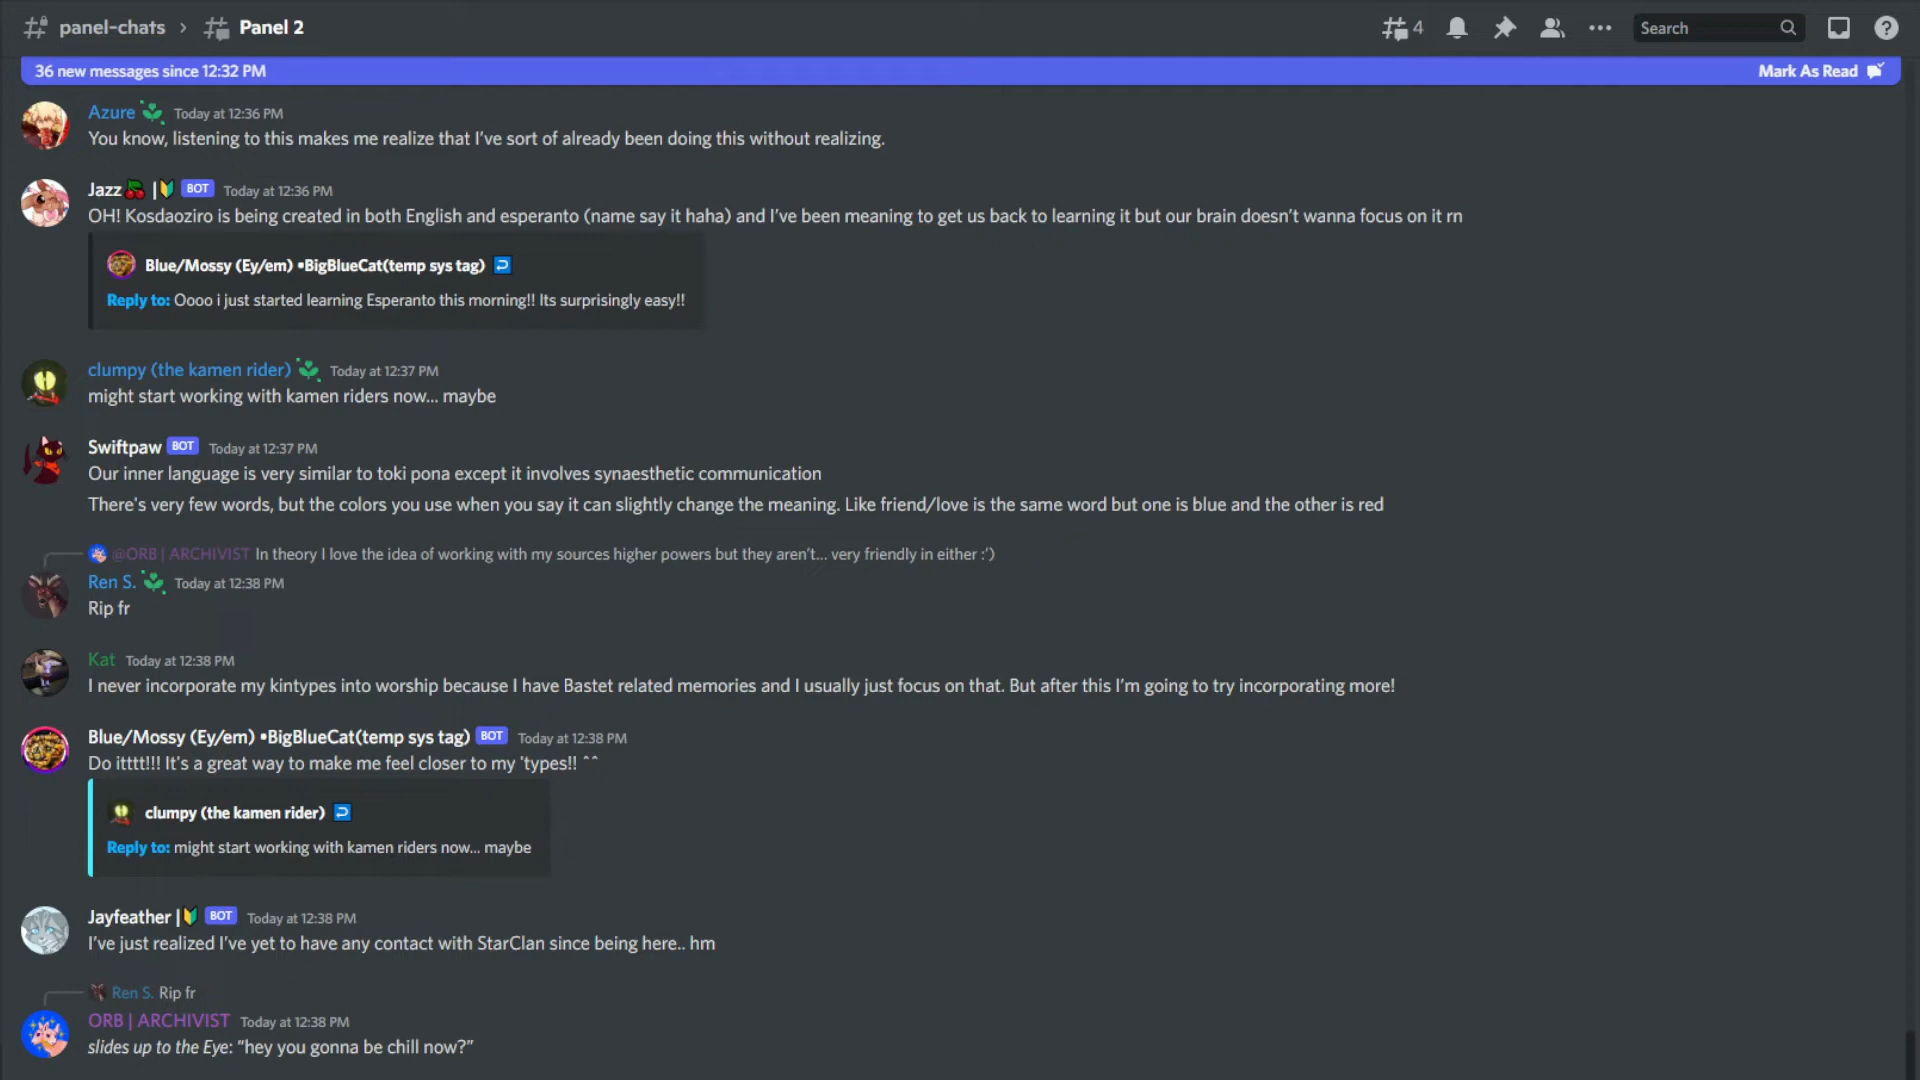 panel-chats › Panel 2 4 Search
36 new messages since 12:32 PM Mark As Read
Azure Today at 12:36 PM
You know, listening to this makes me realize that I've sort of already been doing this without realizing.
Jazz🍒 |🔰 BOT Today at 12:36 PM
OH! Kosdaoziro is being created in both English and esperanto (name say it haha) and I've been meaning to get us back to learning it but our brain doesn't wanna focus on it rn
Blue/Mossy (Ey/em) •BigBlueCat(temp sys tag)
Reply to: Oooo i just started learning Esperanto this morning!! Its surprisingly easy!!
clumpy (the kamen rider) Today at 12:37 PM
might start working with kamen riders now... maybe
Swiftpaw BOT Today at 12:37 PM
Our inner language is very similar to toki pona except it involves synaesthetic communication
There's very few words, but the colors you use when you say it can slightly change the meaning. Like friend/love is the same word but one is blue and the other is red
@ORB | ARCHIVIST In theory I love the idea of working with my sources higher powers but they aren't... very friendly in either :')
Ren S. Today at 12:38 PM
Rip fr
Kat Today at 12:38 PM
I never incorporate my kintypes into worship because I have Bastet related memories and I usually just focus on that. But after this I'm going to try incorporating more!
Blue/Mossy (Ey/em) •BigBlueCat(temp sys tag) BOT Today at 12:38 PM
Do itttt!!! It's a great way to make me feel closer to my 'types!! ^^
clumpy (the kamen rider)
Reply to: might start working with kamen riders now... maybe
Jayfeather |🔰 BOT Today at 12:38 PM
I've just realized I've yet to have any contact with StarClan since being here.. hm
Ren S. Rip fr
ORB | ARCHIVIST Today at 12:38 PM
slides up to the Eye: “hey you gonna be chill now?”